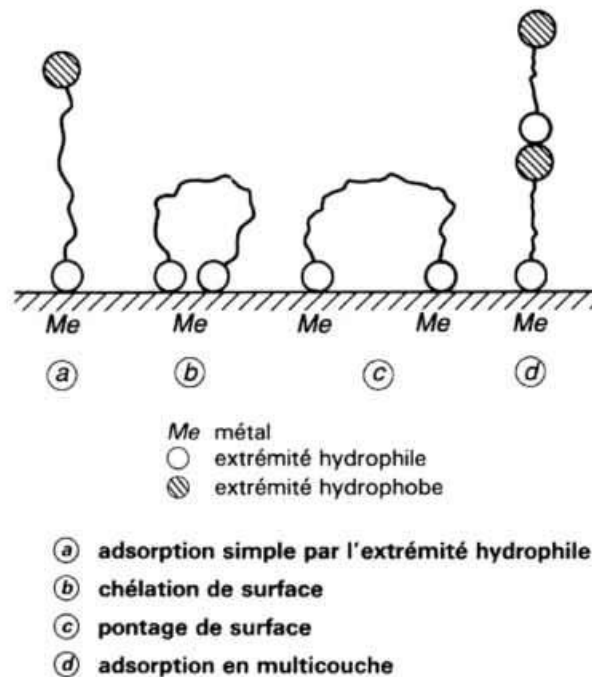 Me Me Me Me Me
a b c d
Me métal
extrémité hydrophile
extrémité hydrophobe
a adsorption simple par l'extrémité hydrophile
b chélation de surface
c pontage de surface
d adsorption en multicouche